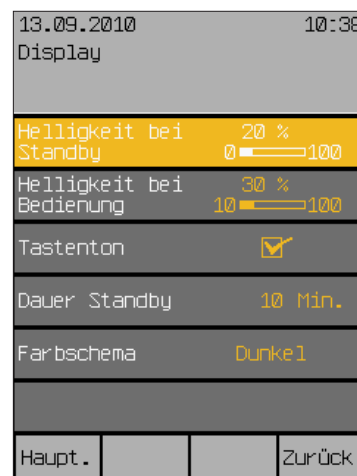 13.09.2010 10:38
Display
Helligkeit bei 20 %
Standby 0 100
Helligkeit bei 30 %
Bedienung 10 100
Tastenton
Dauer Standby 10 Min.
Farbschema Dunkel
Haupt. Zurück